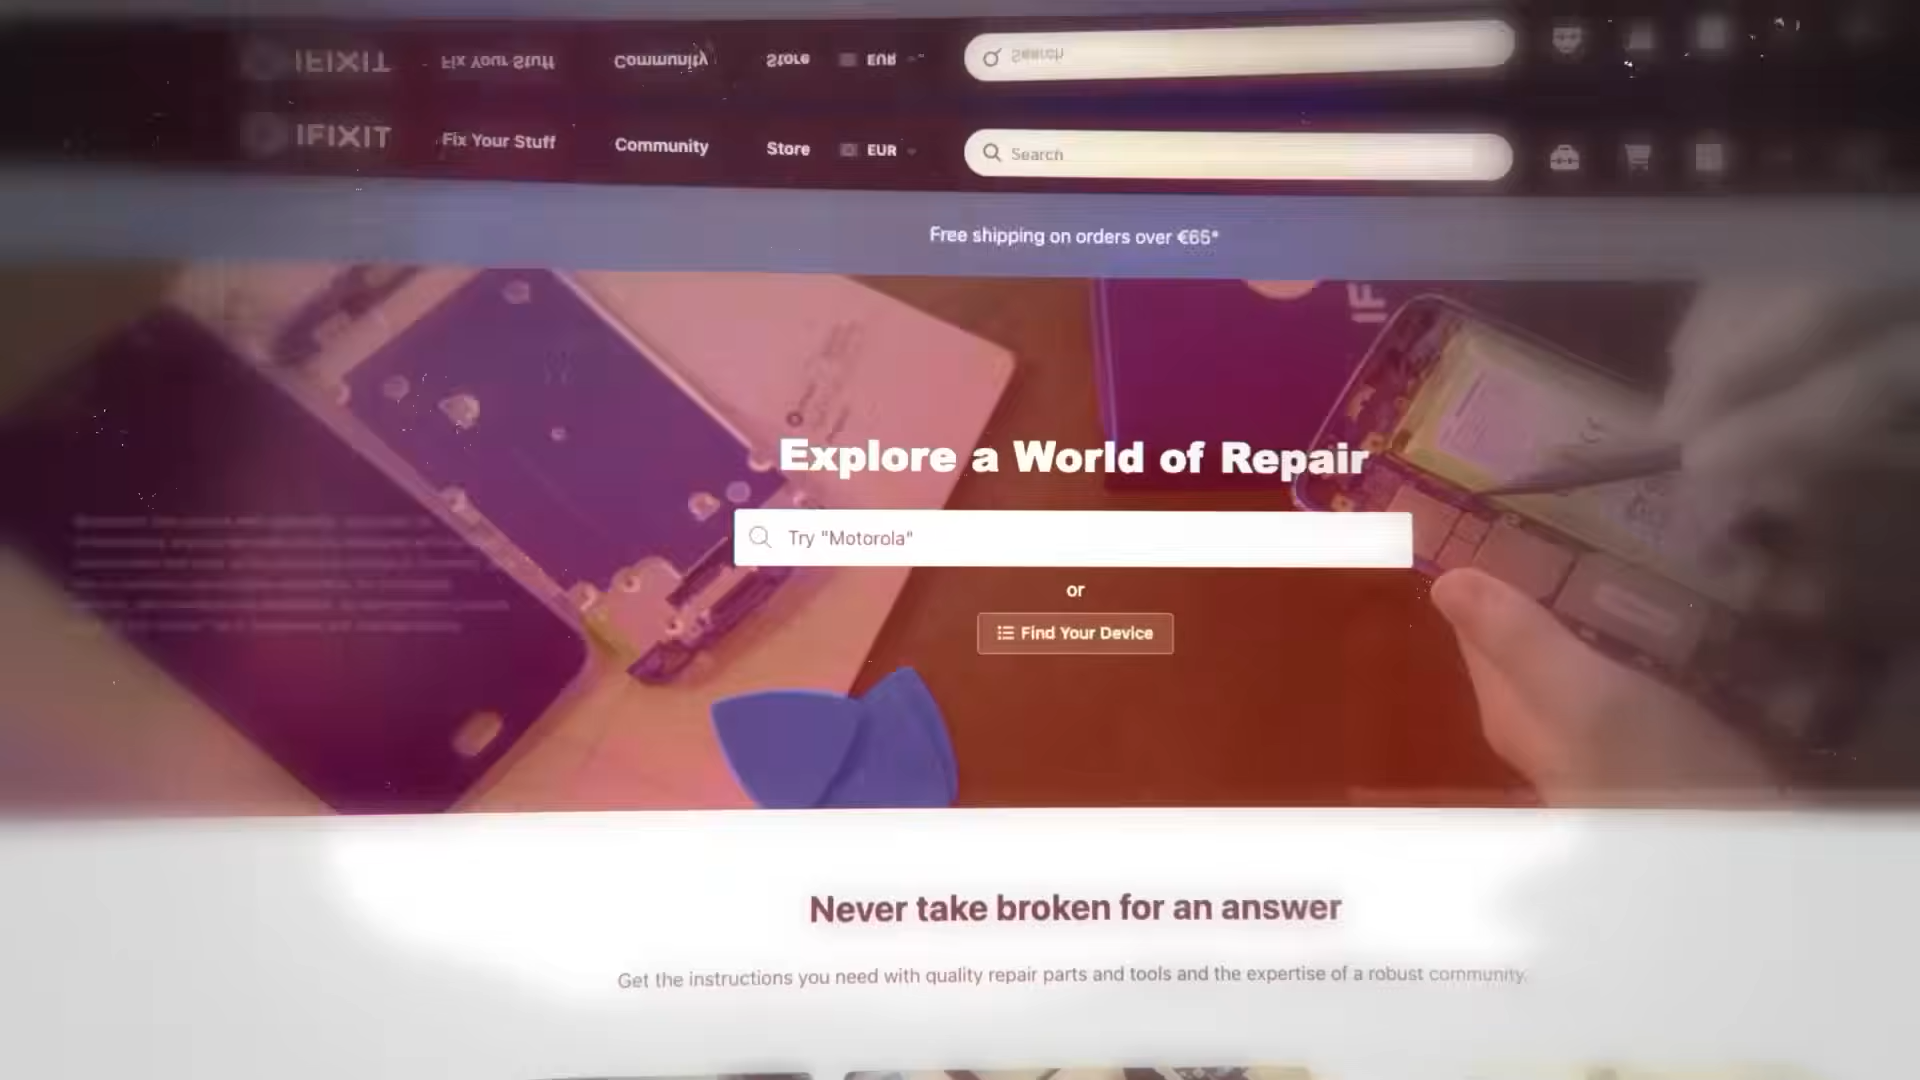 IFIXIT Fix Your Stuff Community Store EUR Search
IFIXIT Fix Your Stuff Community Store EUR Search
Free shipping on orders over €65*
IF
Explore a World of Repair
Try "Motorola"
or
Find Your Device
Never take broken for an answer
Get the instructions you need with quality repair parts and tools and the expertise of a robust community.